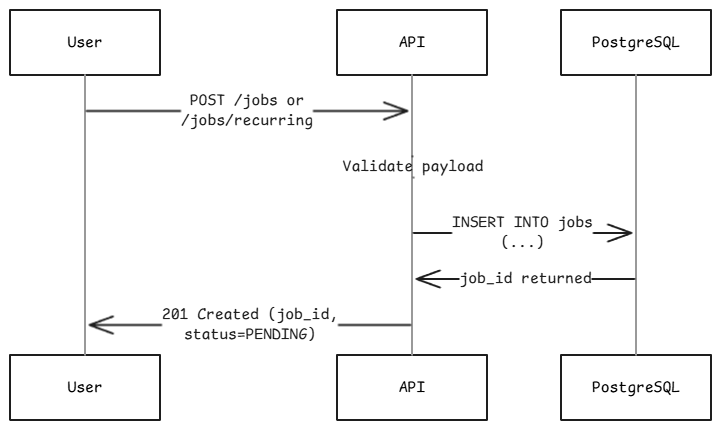 User
API
PostgreSQL
POST /jobs or
/jobs/recurring
Validate payload
INSERT INTO jobs
(...)
job_id returned
201 Created (job_id,
status=PENDING)
User
API
PostgreSQL